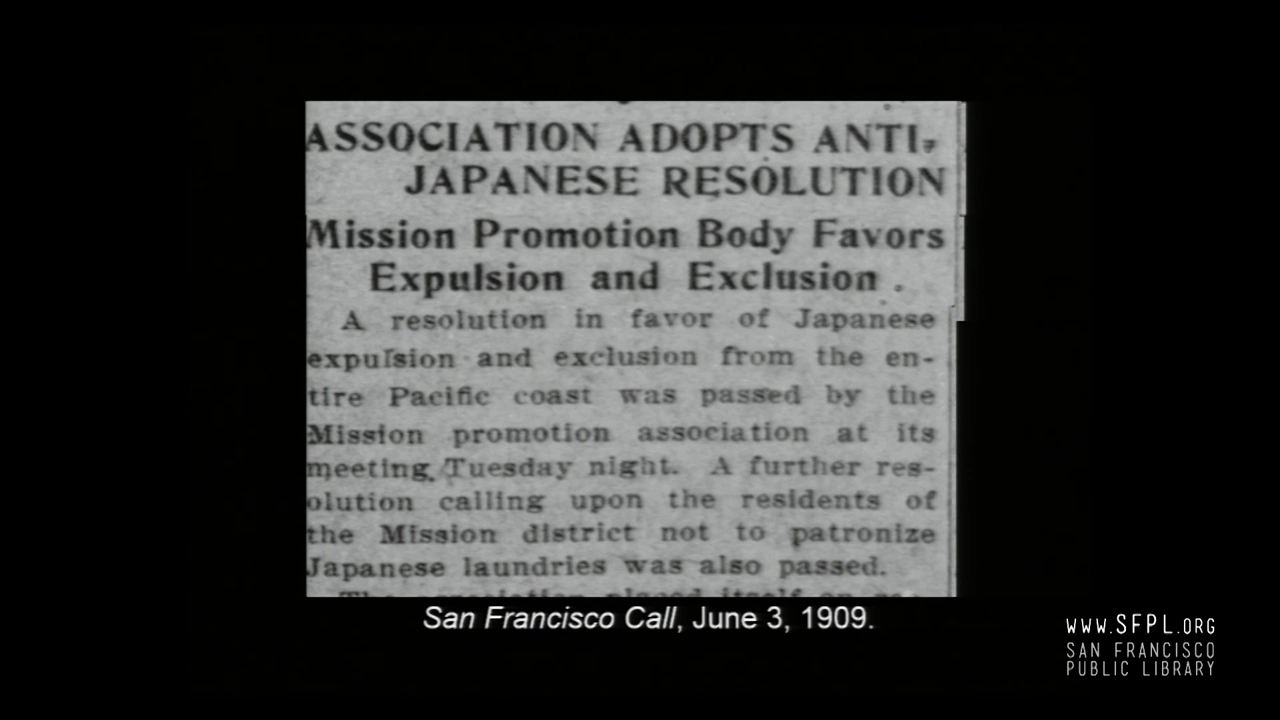 ASSOCIATION ADOPTS ANTI-
JAPANESE RESOLUTION
Mission Promotion Body Favors
Expulsion and Exclusion .
A resolution in favor of Japanese
expulsion and exclusion from the en-
tire Pacific coast was passed by the
Mission promotion association at its
meeting Tuesday night. A further res-
olution calling upon the residents of
the Mission district not to patronize
Japanese laundries was also passed.
San Francisco Call, June 3, 1909.
www.SFPL.ORG
SAN FRANCISCO
PUBLIC LIBRARY